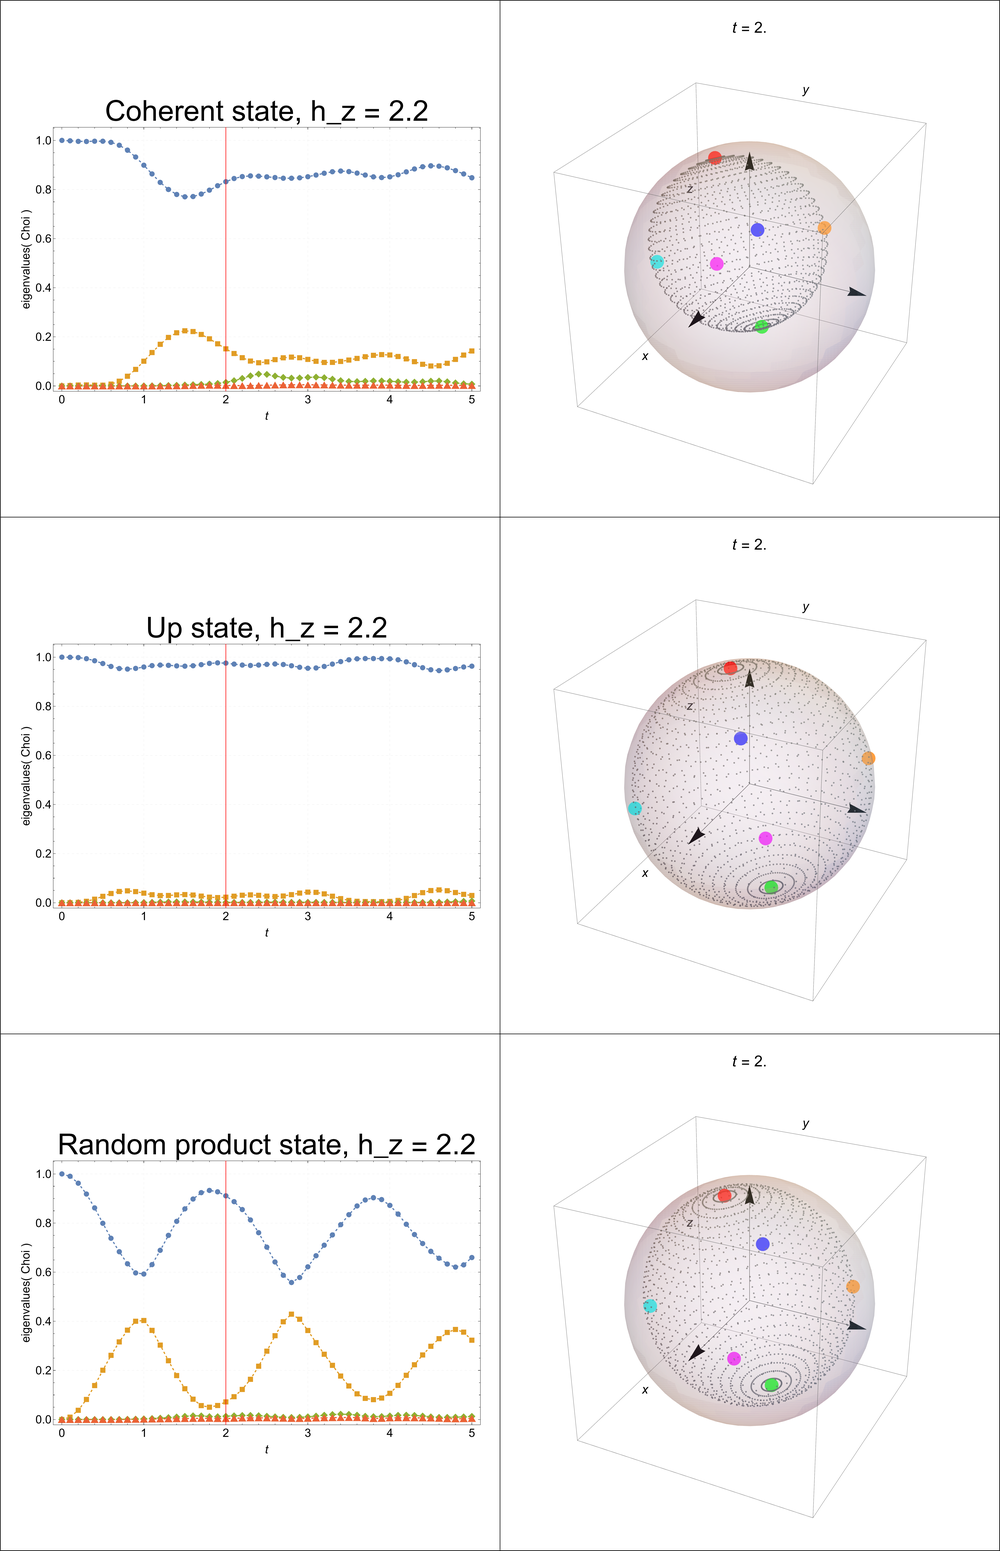 Coherent state, h_z = 2.2
eigenvalues( Choi )
1.0
0.8
0.6
0.4
0.2
0.0
0 1 2 3 4 5
t
t = 2.
y
z
x
Up state, h_z = 2.2
eigenvalues( Choi )
1.0
0.8
0.6
0.4
0.2
0.0
0 1 2 3 4 5
t
t = 2.
y
z
x
Random product state, h_z = 2.2
eigenvalues( Choi )
1.0
0.8
0.6
0.4
0.2
0.0
0 1 2 3 4 5
t
t = 2.
y
z
x